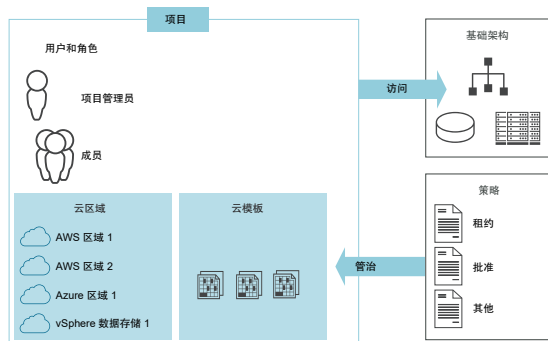 项目
用户和角色
项目管理员
成员
云区域
AWS 区域 1
AWS 区域 2
Azure 区域 1
vSphere 数据存储 1
云模板
访问
管治
基础架构
策略
租约
批准
其他